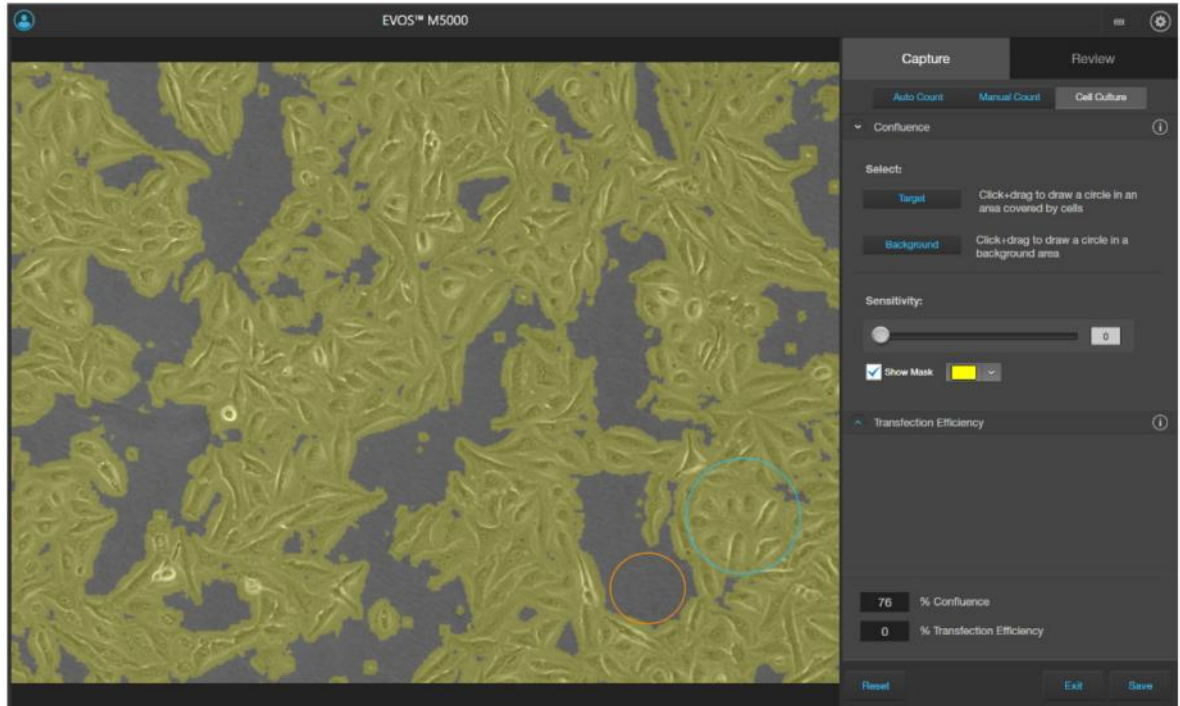 EVOS™ M5000
Capture Review
Auto Count Manual Count Cell Culture
Confluence
Select:
Target
Click+drag to draw a circle in an
area covered by cells
Background
Click+drag to draw a circle in a
background area
Sensitivity:
0
Show Mask
Transfection Efficiency
76 % Confluence
0 % Transfection Efficiency
Reset Exit Save